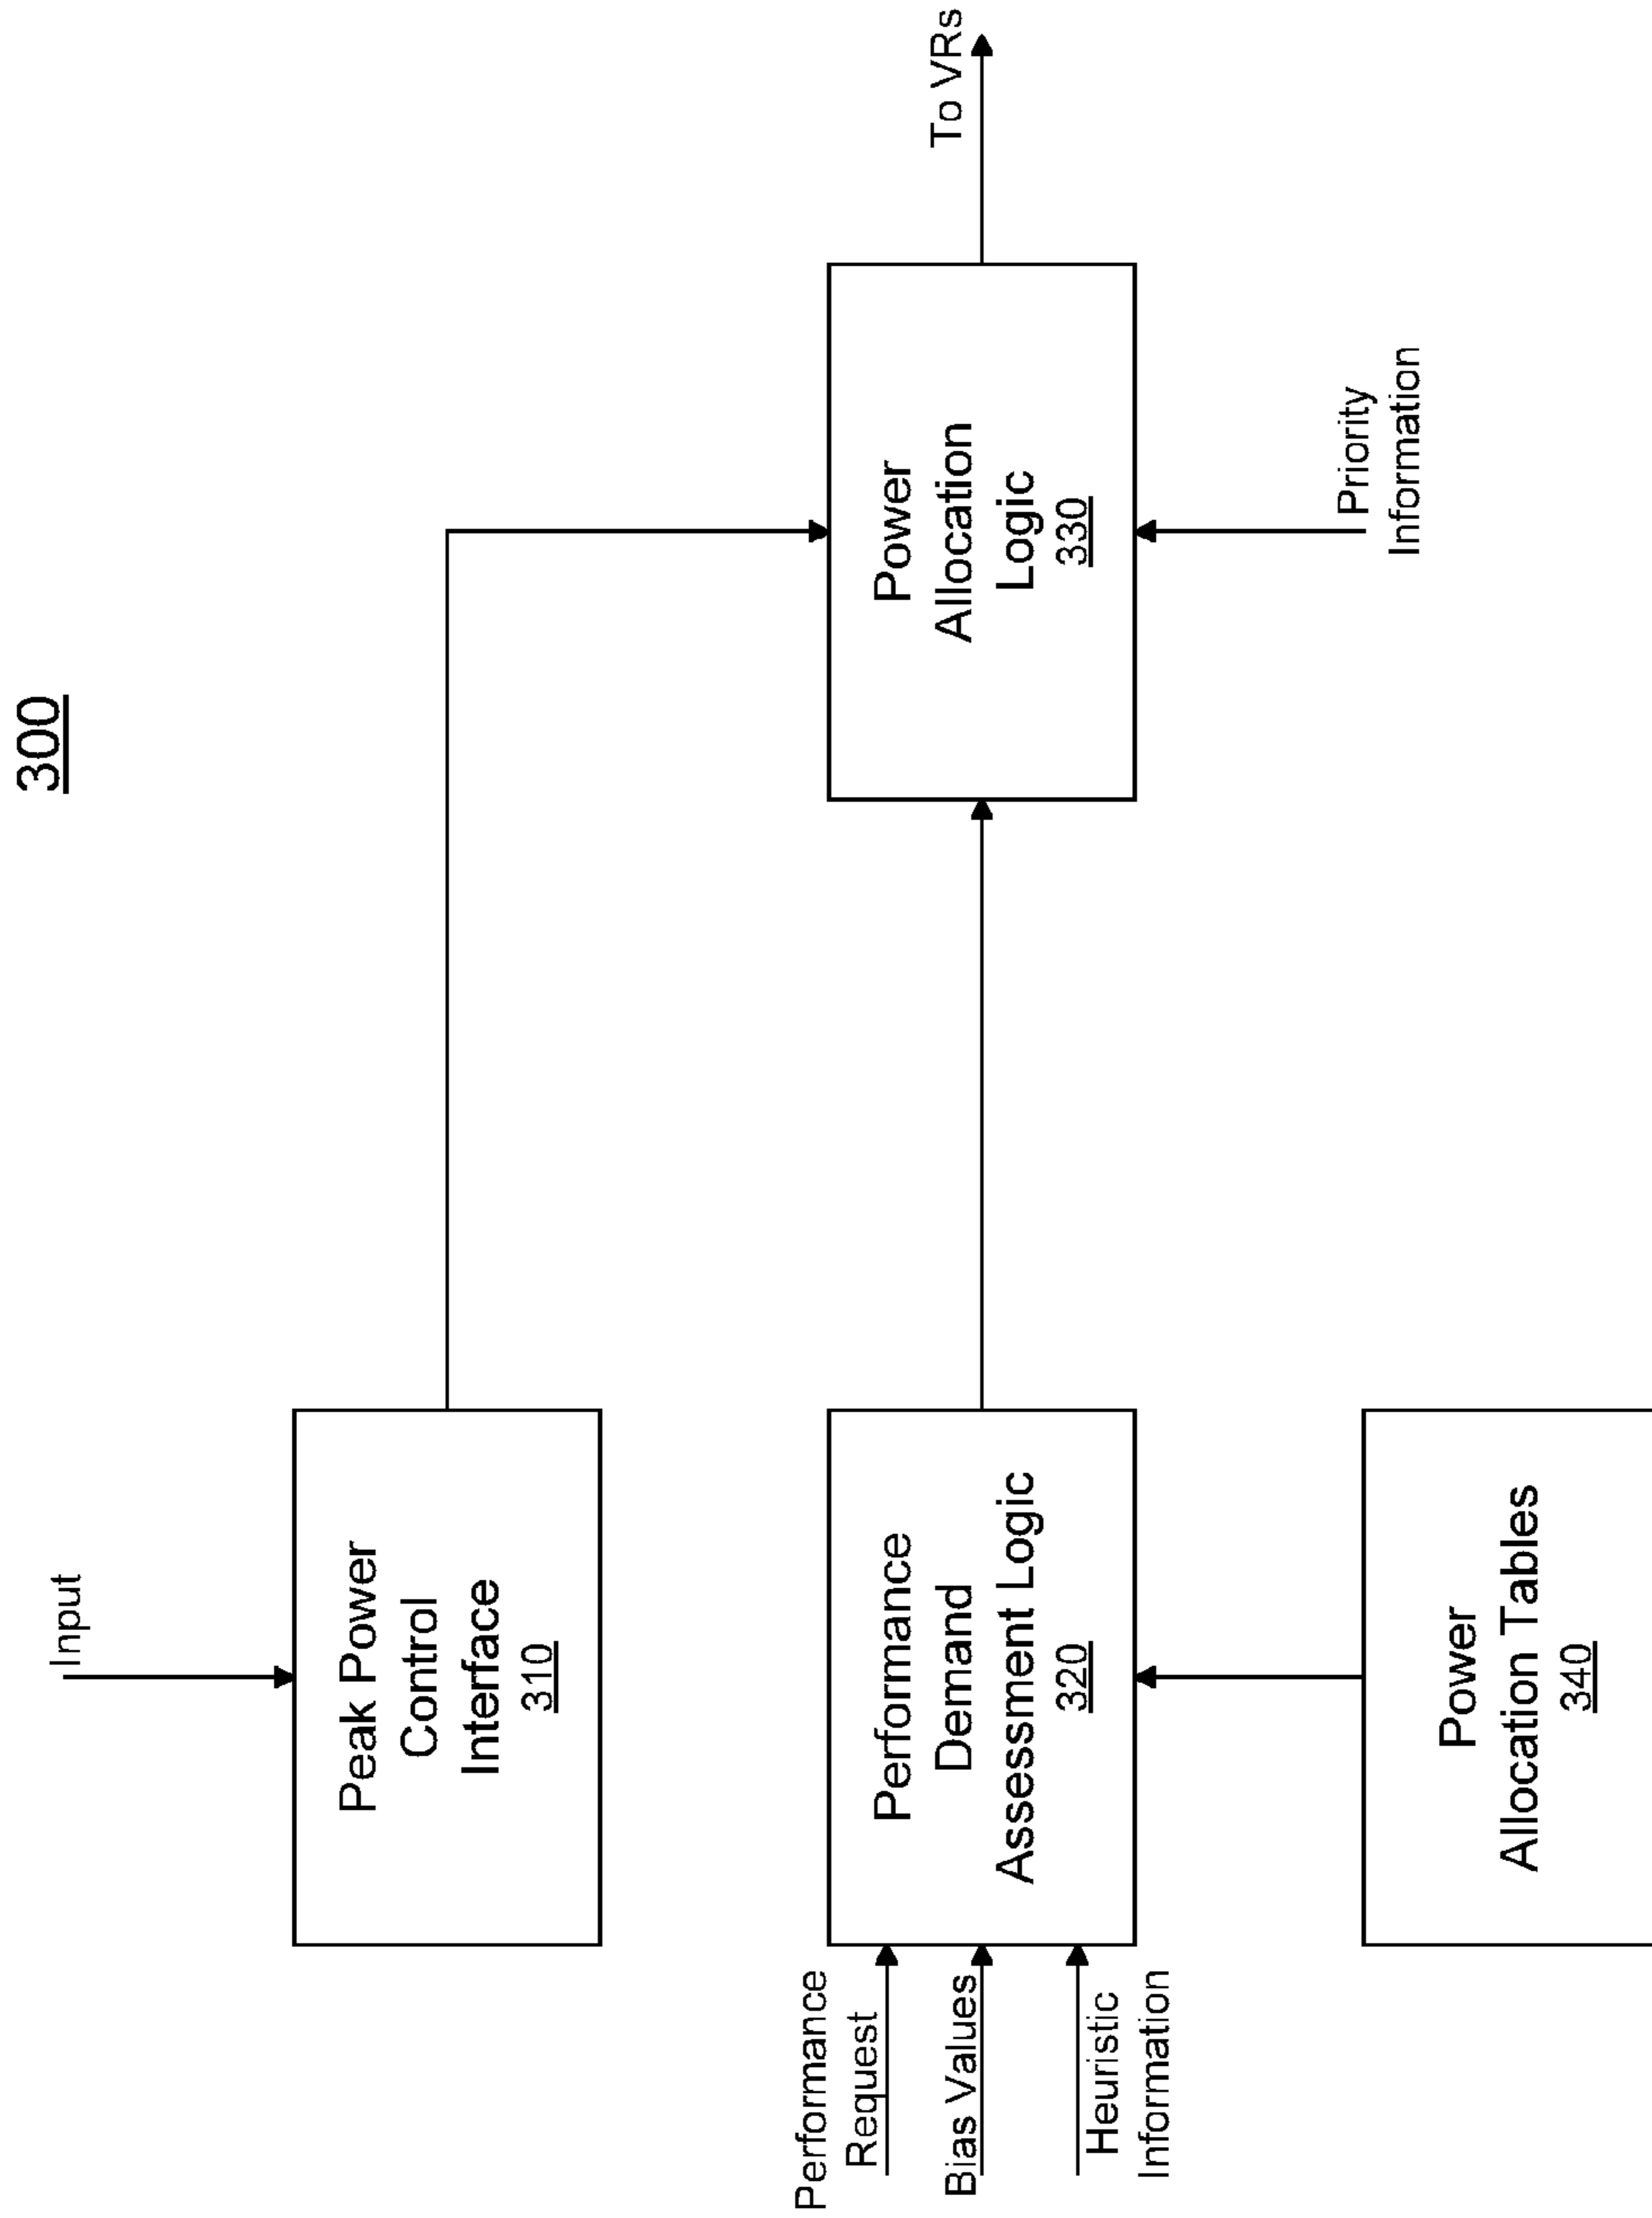 300
Input
Peak Power
Control
Interface
310
Performance
Request
Bias Values
Heuristic
Information
Performance
Demand
Assessment Logic
320
Power
Allocation
Logic
330
To VRs
Priority
Information
Power
Allocation Tables
340